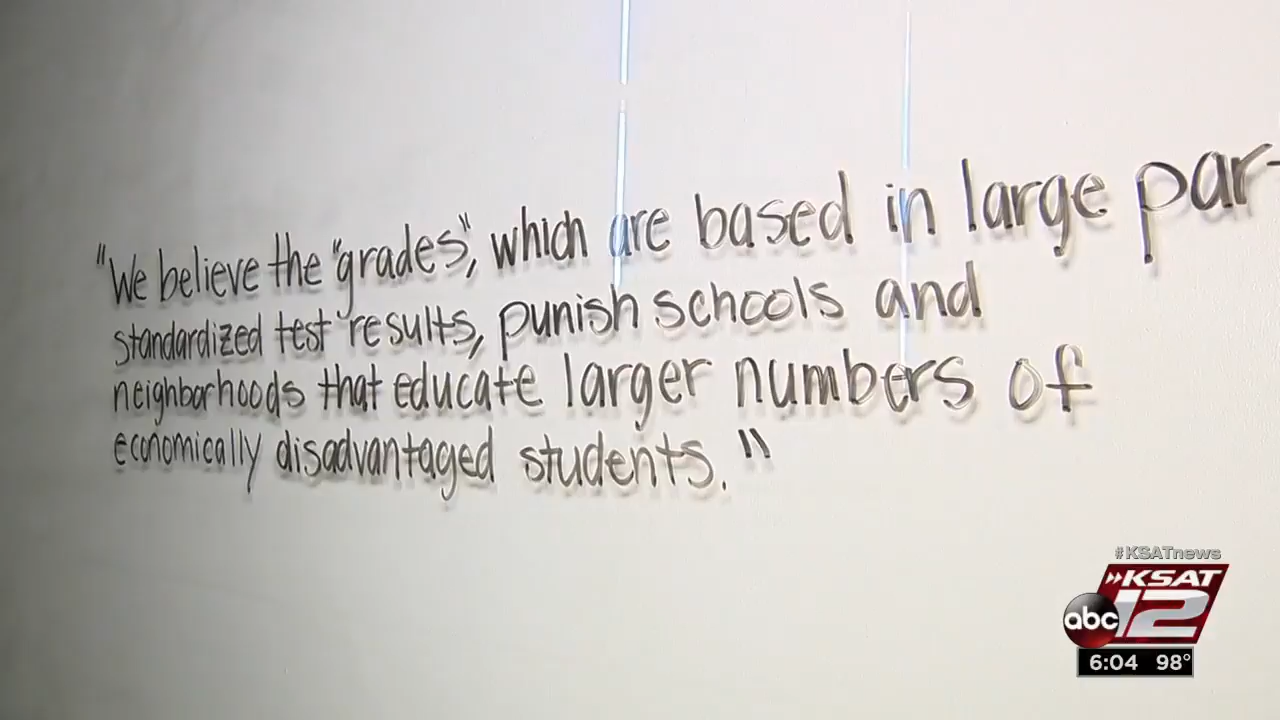 "We believe the "grades", which are based in large par
standardized test results, punish schools and
neighborhoods that educate larger numbers of
economically disadvantaged students."
#KSATnews
KSAT
abc 12
6:04 98°